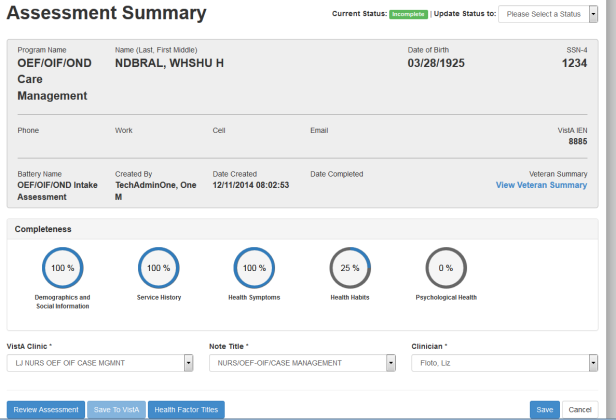 Assessment Summary
Current Status: Incomplete | Update Status to: Please Select a Status
Program Name
OEF/OIF/OND
Care
Management
Name (Last, First Middle)
NDBRAL, WHSHU H
Date of Birth
03/28/1925
SSN-4
1234
Phone
Work
Cell
Email
VistA IEN
8885
Battery Name
OEF/OIF/OND Intake
Assessment
Created By
TechAdminOne, One
M
Date Created
12/11/2014 08:02:53
Date Completed
Veteran Summary
View Veteran Summary
Completeness
100 %
Demographics and
Social Information
100 %
Service History
100 %
Health Symptoms
25 %
Health Habits
0 %
Psychological Health
VistA Clinic *
LJ NURS OEF OIF CASE MGMNT
Note Title *
NURS/OEF-OIF/CASE MANAGEMENT
Clinician *
Floto, Liz
Review Assessment
Save To VistA
Health Factor Titles
Save
Cancel